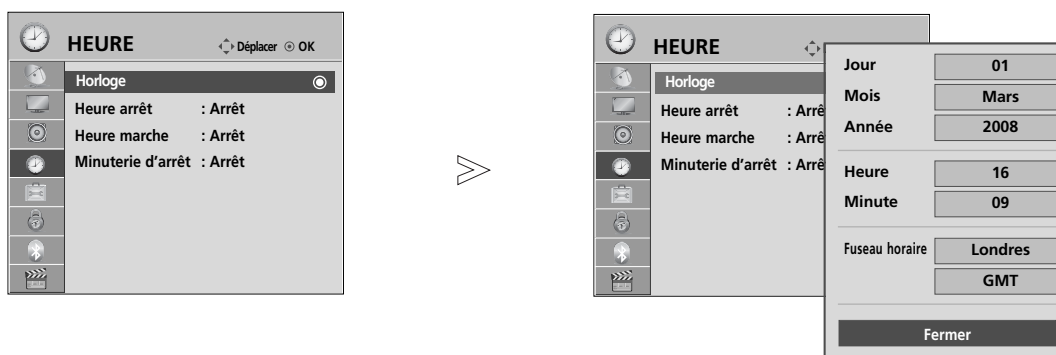 HEURE Déplacer OK
Horloge
Heure arrêt : Arrêt
Heure marche : Arrêt
Minuterie d’arrêt : Arrêt
>
HEURE
Horloge
Heure arrêt : Arrê
Heure marche : Arrê
Minuterie d’arrêt : Arrê
Jour 01
Mois Mars
Année 2008
Heure 16
Minute 09
Fuseau horaire Londres
GMT
Fermer